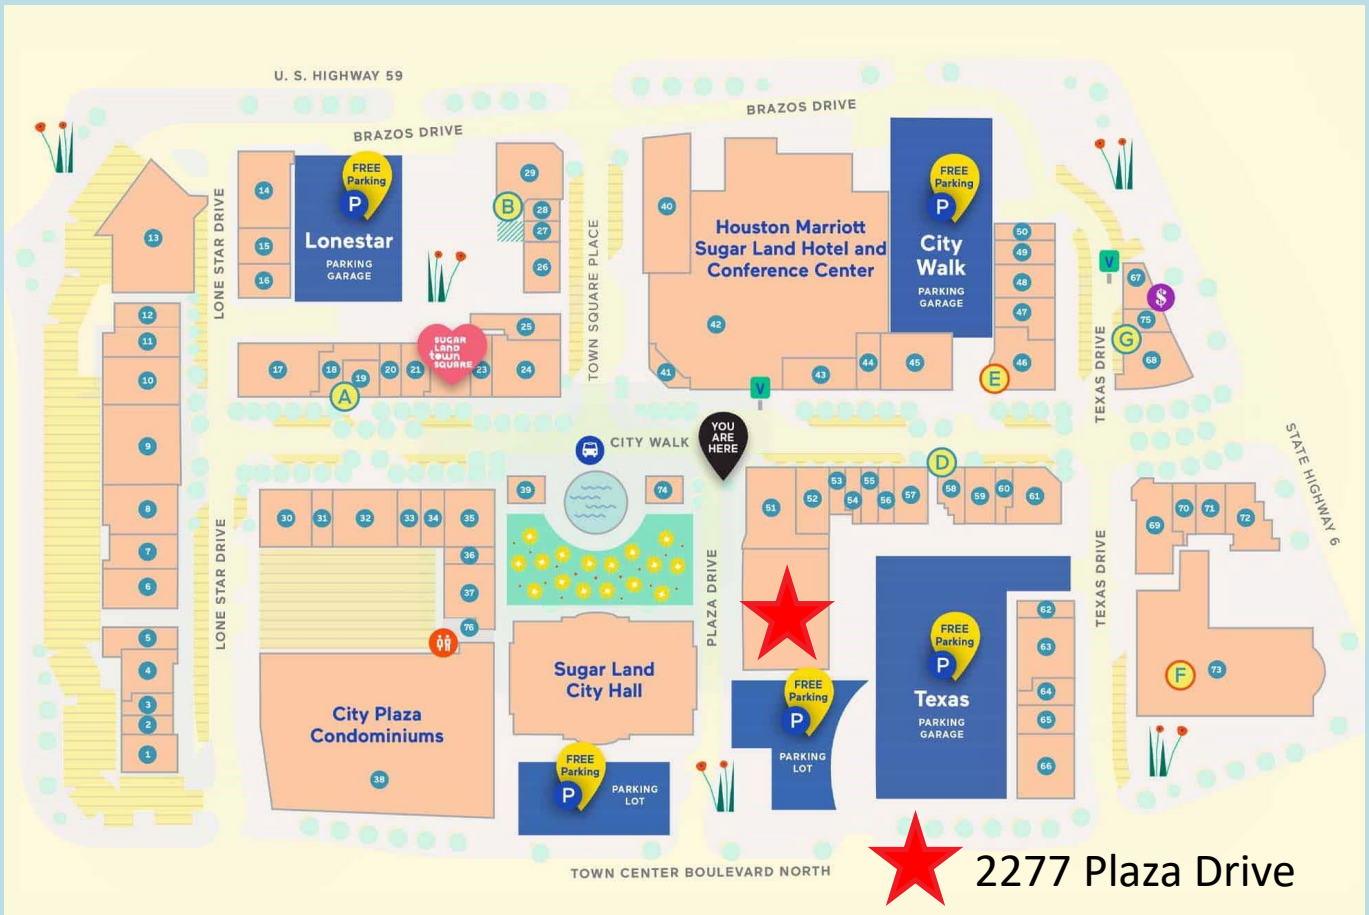 U. S. HIGHWAY 59
BRAZOS DRIVE
BRAZOS DRIVE
LONE STAR DRIVE
TOWN SQUARE PLACE
FREE
Parking
P
Lonestar
PARKING
GARAGE
Houston Marriott
Sugar Land Hotel and
Conference Center
FREE
Parking
P
City
Walk
PARKING
GARAGE
13
14
15
16
29
B
28
27
26
40
42
41
43
44
45
50
49
48
47
46
E
V
67
$
75
G
68
TEXAS DRIVE
12
11
10
9
8
7
6
5
4
3
2
1
17
18
19
20
21
SUGAR
LAND
town
SQUARE
23
24
25
A
V
CITY WALK
YOU
ARE
HERE
D
STATE HIGHWAY 6
30
31
32
33
34
35
36
37
76
39
74
51
52
53
54
55
56
57
58
59
60
61
69
70
71
72
LONE STAR DRIVE
PLAZA DRIVE
TEXAS DRIVE
City Plaza
Condominiums
38
Sugar Land
City Hall
FREE
Parking
P
PARKING
LOT
FREE
Parking
P
PARKING
LOT
FREE
Parking
P
Texas
PARKING
GARAGE
62
63
64
65
66
F
73
TOWN CENTER BOULEVARD NORTH
2277 Plaza Drive